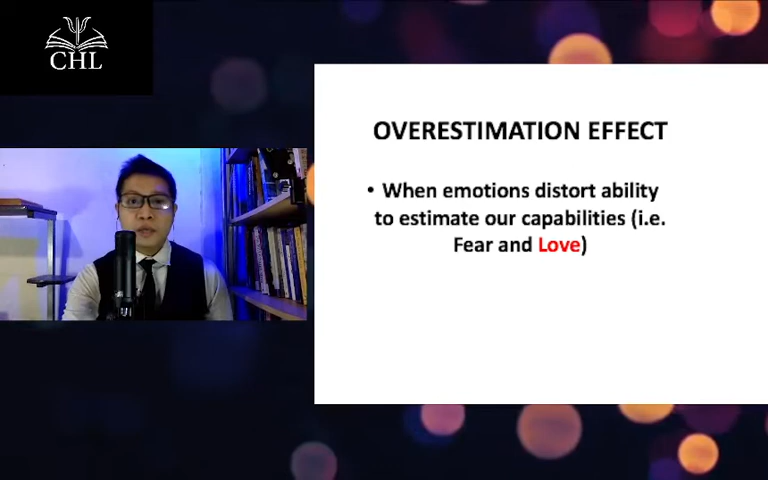 CHL
OVERESTIMATION EFFECT
• When emotions distort ability
to estimate our capabilities (i.e.
Fear and Love)